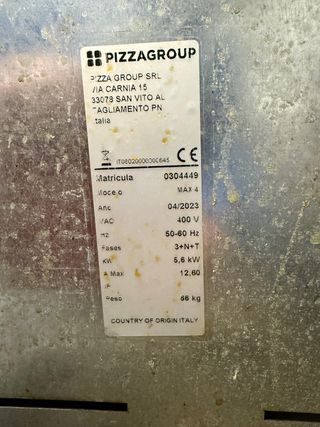 PIZZAGROUP
PIZZA GROUP SRL
VIA CARNIA 15
33078 SAN VITO AL
TAGLIAMENTO PN
Italia
CE
Matricula 0304449
Modelo MAX 4
Ano 04/2023
VAC 400 V
Hz 50-60 Hz
Fases 3+N+T
kW 5,6 kW
A Max 12,60
Peso 66 kg
COUNTRY OF ORIGIN ITALY